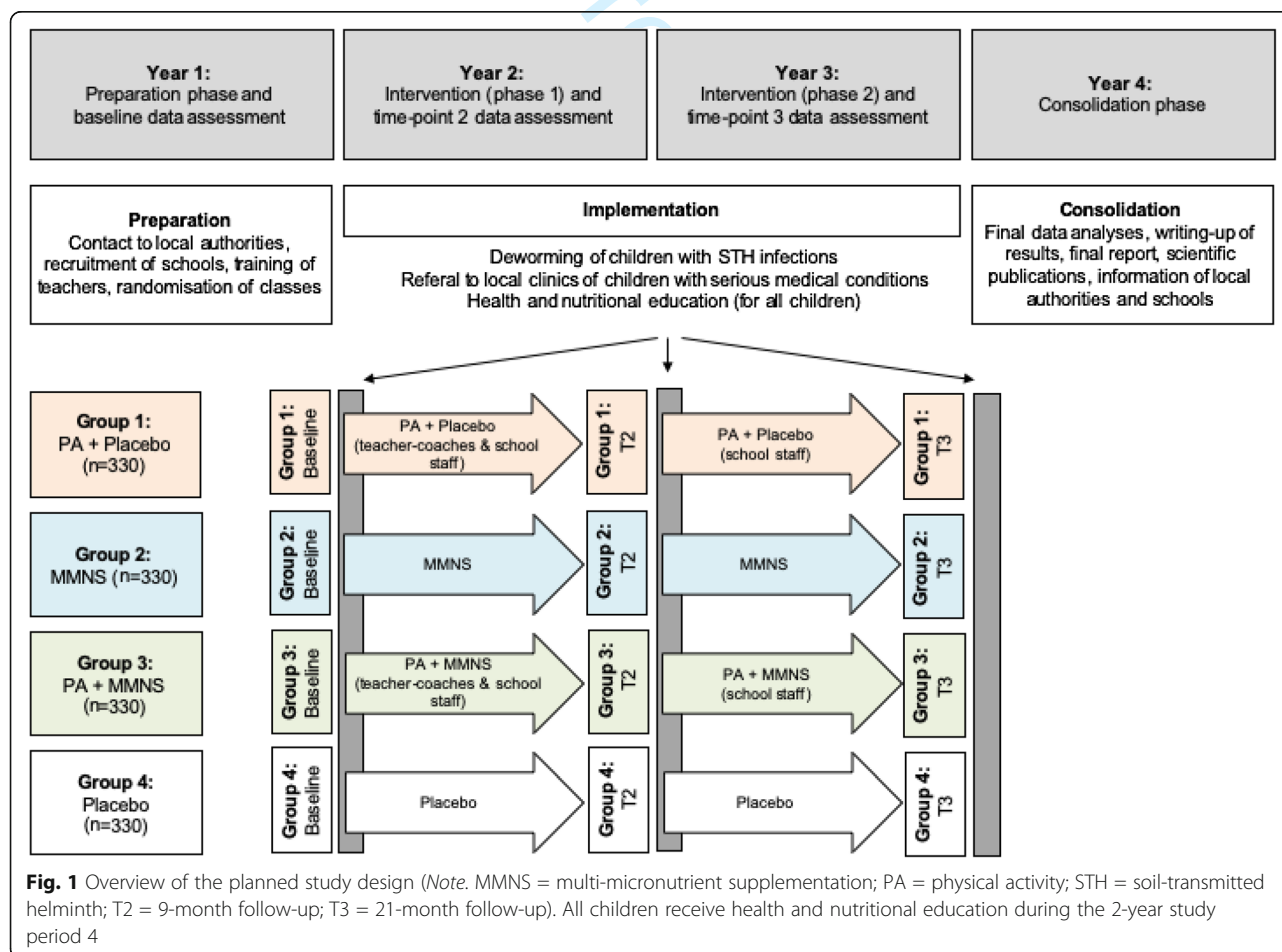 Year 1:
Preparation phase and
baseline data assessment
Year 2:
Intervention (phase 1) and
time-point 2 data assessment
Year 3:
Intervention (phase 2) and
time-point 3 data assessment
Year 4:
Consolidation phase
Preparation
Contact to local authorities,
recruitment of schools, training of
teachers, randomisation of classes
Implementation
Deworming of children with STH infections
Referal to local clinics of children with serious medical conditions
Health and nutritional education (for all children)
Consolidation
Final data analyses, writing-up of
results, final report, scientific
publications, information of local
authorities and schools
Group 1:
PA + Placebo
(n=330)
Group 1:
Baseline
PA + Placebo
(teacher-coaches & school
staff)
Group 1:
T2
PA + Placebo
(school staff)
Group 1:
T3
Group 2:
MMNS (n=330)
Group 2:
Baseline
MMNS
Group 2:
T2
MMNS
Group 2:
T3
Group 3:
PA + MMNS
(n=330)
Group 3:
Baseline
PA + MMNS
(teacher-coaches & school
staff)
Group 3:
T2
PA + MMNS
(school staff)
Group 3:
T3
Group 4:
Placebo
(n=330)
Group 4:
Baseline
Placebo
Group 4:
T2
Placebo
Group 4:
T3
Fig. 1 Overview of the planned study design (Note. MMNS = multi-micronutrient supplementation; PA = physical activity; STH = soil-transmitted
helminth; T2 = 9-month follow-up; T3 = 21-month follow-up). All children receive health and nutritional education during the 2-year study
period 4